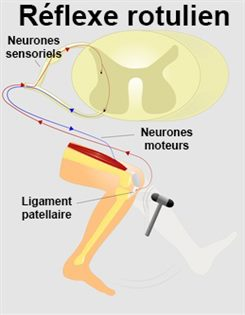 Réflexe rotulien
Neurones
sensoriels
Neurones
moteurs
Ligament
patellaire